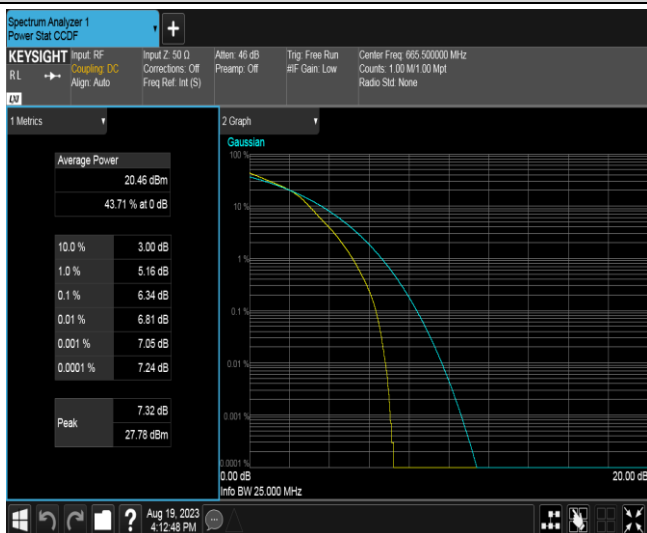 Spectrum Analyzer 1
Power Stat CCDF
+
KEYSIGHT Input: RF Input Z: 50 Ω Atten: 46 dB Trig: Free Run Center Freq: 665.500000 MHz
RL Coupling: DC Corrections: Off Preamp: Off #IF Gain: Low Counts: 1.00 M/1.00 Mpt
Align: Auto Freq Ref: Int (S) Radio Std: None
LXI
1 Metrics
Average Power
20.46 dBm
43.71 % at 0 dB
10.0 % 3.00 dB
1.0 % 5.16 dB
0.1 % 6.34 dB
0.01 % 6.81 dB
0.001 % 7.05 dB
0.0001 % 7.24 dB
Peak 7.32 dB
27.78 dBm
2 Graph
Gaussian
100 %
10 %
1 %
0.1 %
0.01 %
0.001 %
0.0001 %
0.00 dB 20.00 dB
Info BW 25.000 MHz
? Aug 19, 2023
4:12:48 PM